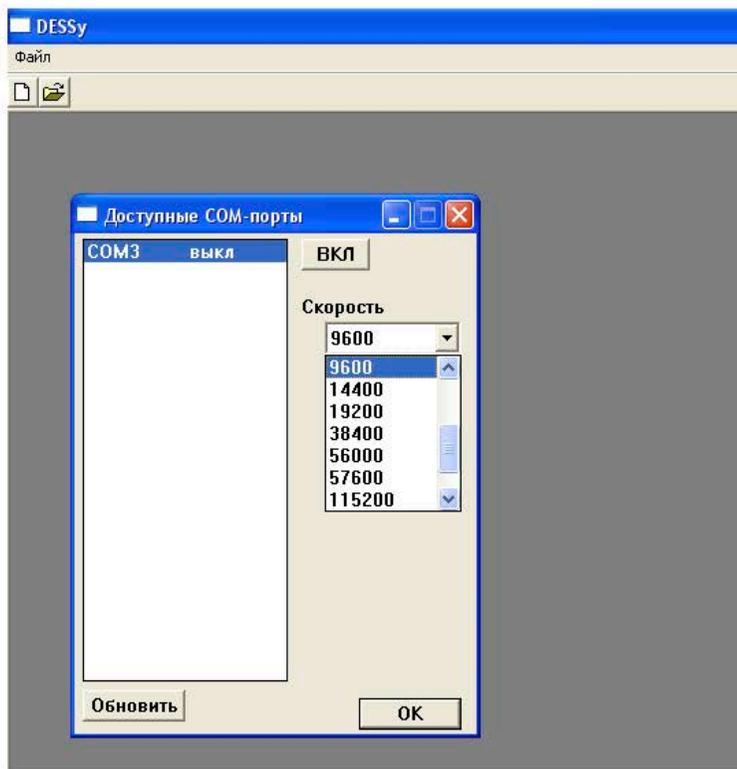 DESSy
Файл
Доступные COM-порты
COM3 выкл
ВКЛ
Скорость
9600
9600
14400
19200
38400
56000
57600
115200
Обновить
OK